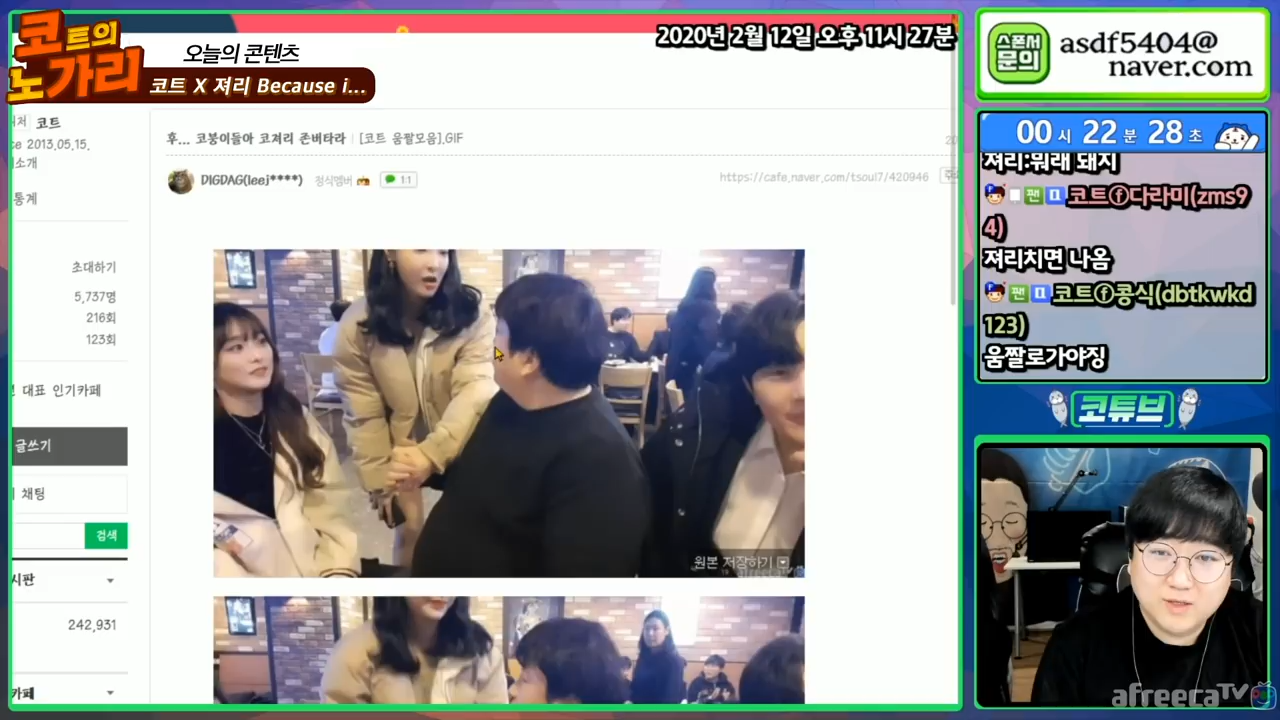 코트의
노가리
오늘의 콘텐츠
코트 X 져리 Because i...
2020년 2월 12일 오후 11시 27분
스폰서
문의
asdf5404@
naver.com
코트
2013.05.15.
소개
통계
초대하기
5,737명
216회
123회
대표 인기카페
글쓰기
채팅
검색
시판
242,931
카페
후... 코봉이들아 코져리 존버타라 | [코트 움짤모음].GIF
DIGDAG(leej****) 정식멤버 11
https://cafe.naver.com/tsoul7/420946
원본 저장하기
00 시 22 분 28 초
져리:뭐래 돼지
팬 코트ⓕ다라미(zms9
4)
져리치면 나옴
팬 코트ⓕ콩식(dbtkwkd
123)
움짤로가야징
코튜브
afreecaTV